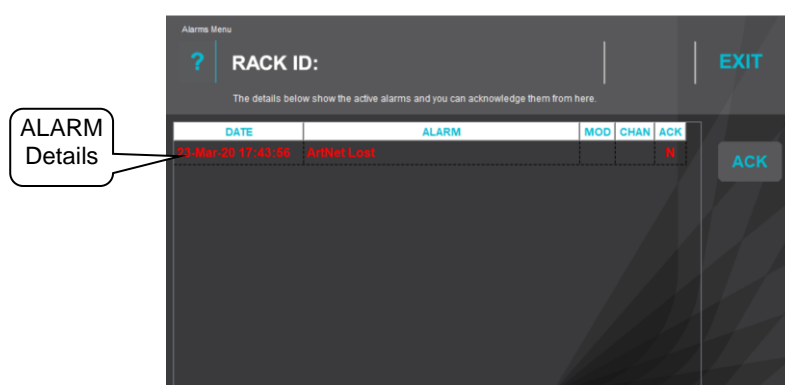 Alarms Menu
? RACK ID: EXIT
The details below show the active alarms and you can acknowledge them from here.
ALARM
Details
DATE ALARM MOD CHAN ACK
23-Mar-20 17:43:56 ArtNet Lost N
ACK